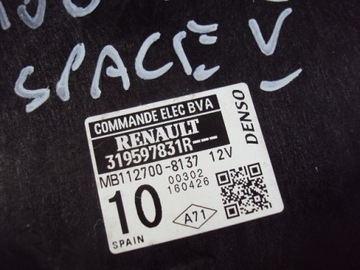 SPACE V
COMMANDE ELEC BVA
RENAULT
319597831R---
MB112700-8137 12V
00302
160426
10
A71
SPAIN
DENSO